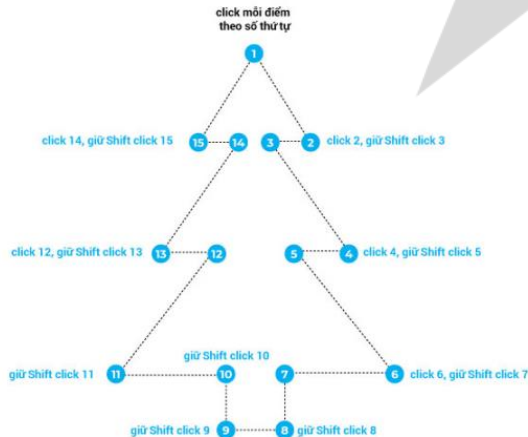 click mỗi điểm
theo số thứ tự
1
click 14, giữ Shift click 15
15
14
3
2
click 2, giữ Shift click 3
click 12, giữ Shift click 13
13
12
5
4
click 4, giữ Shift click 5
giữ Shift click 10
giữ Shift click 11
11
10
7
6
click 6, giữ Shift click 7
giữ Shift click 9
9
8
giữ Shift click 8